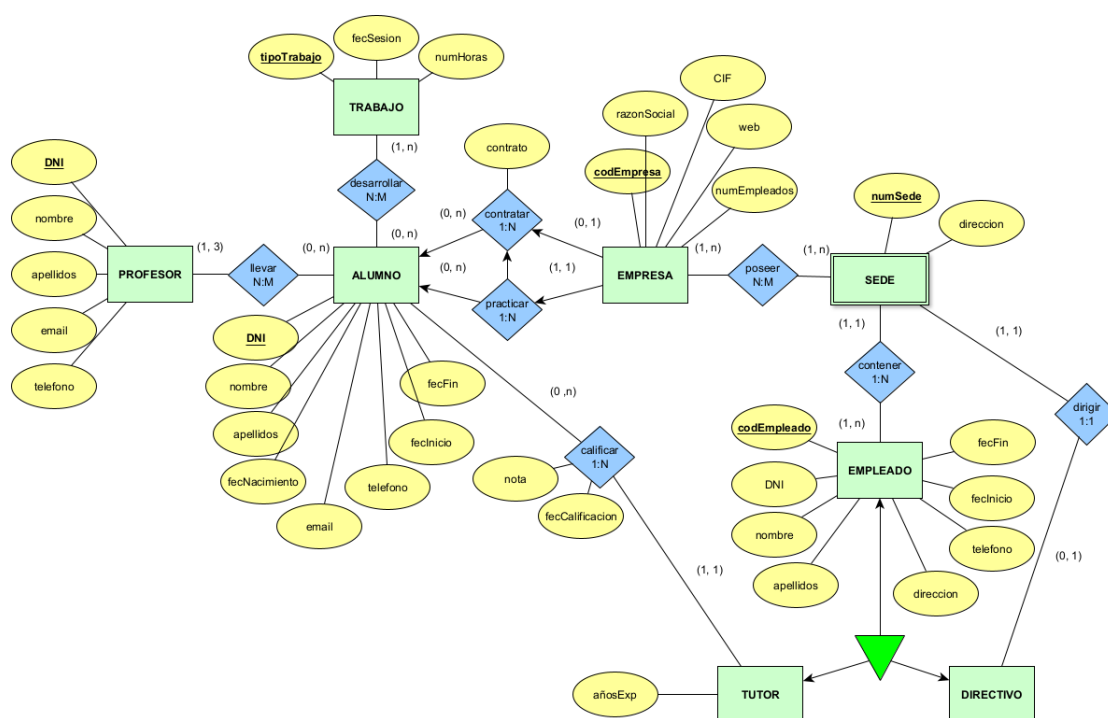 fecSesion
tipoTrabajo
numHoras
TRABAJO
(1, n)
desarrollar
N:M
(0, n)
DNI
nombre
apellidos
email
telefono
PROFESOR
(1, 3)
llevar
N:M
(0, n)
ALUMNO
DNI
nombre
apellidos
fecNacimiento
email
telefono
fecInicio
fecFin
contrato
(0, n)
contratar
1:N
(0, 1)
(0, n)
practicar
1:N
(1, 1)
CIF
razonSocial
web
codEmpresa
numEmpleados
EMPRESA
(1, n)
poseer
N:M
(1, n)
numSede
direccion
SEDE
(1, 1)
contener
1:N
(1, n)
(1, 1)
dirigir
1:1
(0, 1)
codEmpleado
DNI
nombre
apellidos
EMPLEADO
fecFin
fecInicio
telefono
direccion
(0 ,n)
calificar
1:N
nota
fecCalificacion
(1, 1)
añosExp
TUTOR
DIRECTIVO